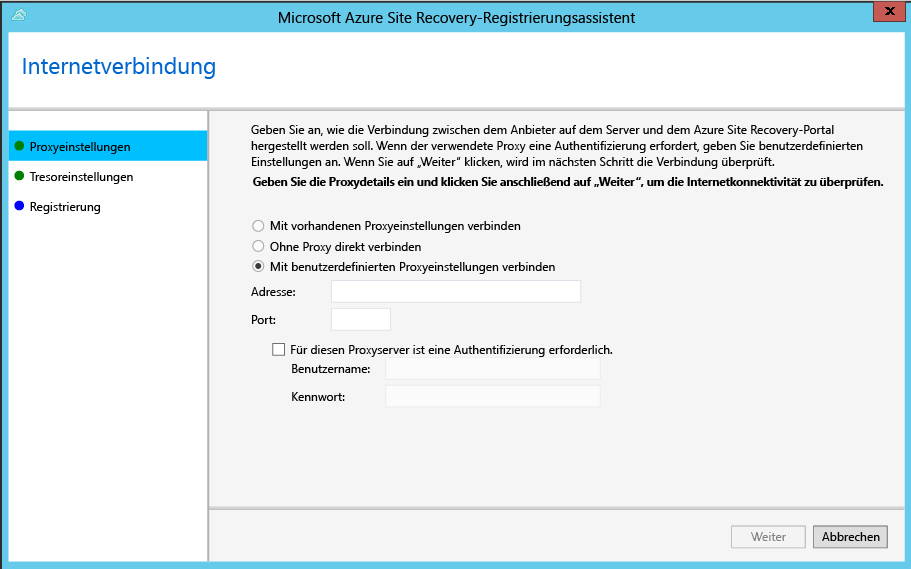 Microsoft Azure Site Recovery-Registrierungsassistent
Internetverbindung
Proxyeinstellungen
Tresoreinstellungen
Registrierung
Geben Sie an, wie die Verbindung zwischen dem Anbieter auf dem Server und dem Azure Site Recovery-Portal
hergestellt werden soll. Wenn der verwendete Proxy eine Authentifizierung erfordert, geben Sie benutzerdefinierten
Einstellungen an. Wenn Sie auf „Weiter“ klicken, wird im nächsten Schritt die Verbindung überprüft.
Geben Sie die Proxydetails ein und klicken Sie anschließend auf „Weiter“, um die Internetkonnektivität zu überprüfen.
Mit vorhandenen Proxyeinstellungen verbinden
Ohne Proxy direkt verbinden
Mit benutzerdefinierten Proxyeinstellungen verbinden
Adresse:
Port:
Für diesen Proxyserver ist eine Authentifizierung erforderlich.
Benutzername:
Kennwort:
Weiter
Abbrechen